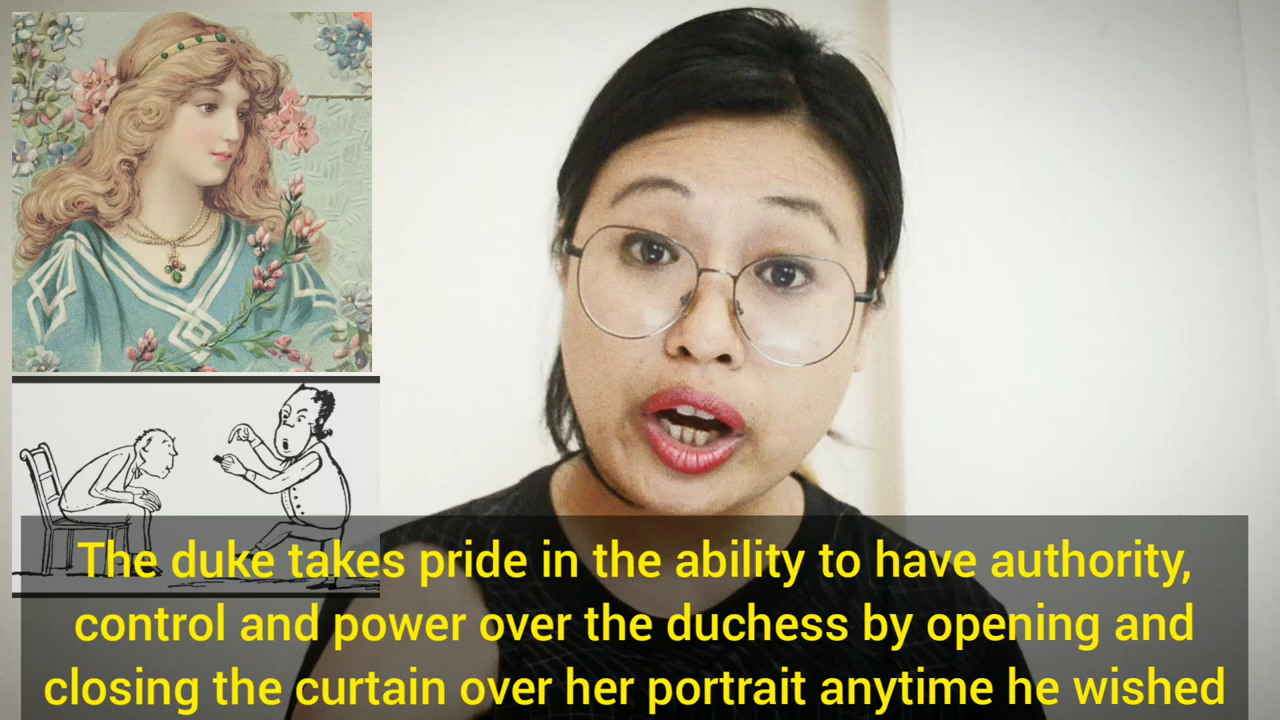 The duke takes pride in the ability to have authority,
control and power over the duchess by opening and
closing the curtain over her portrait anytime he wished